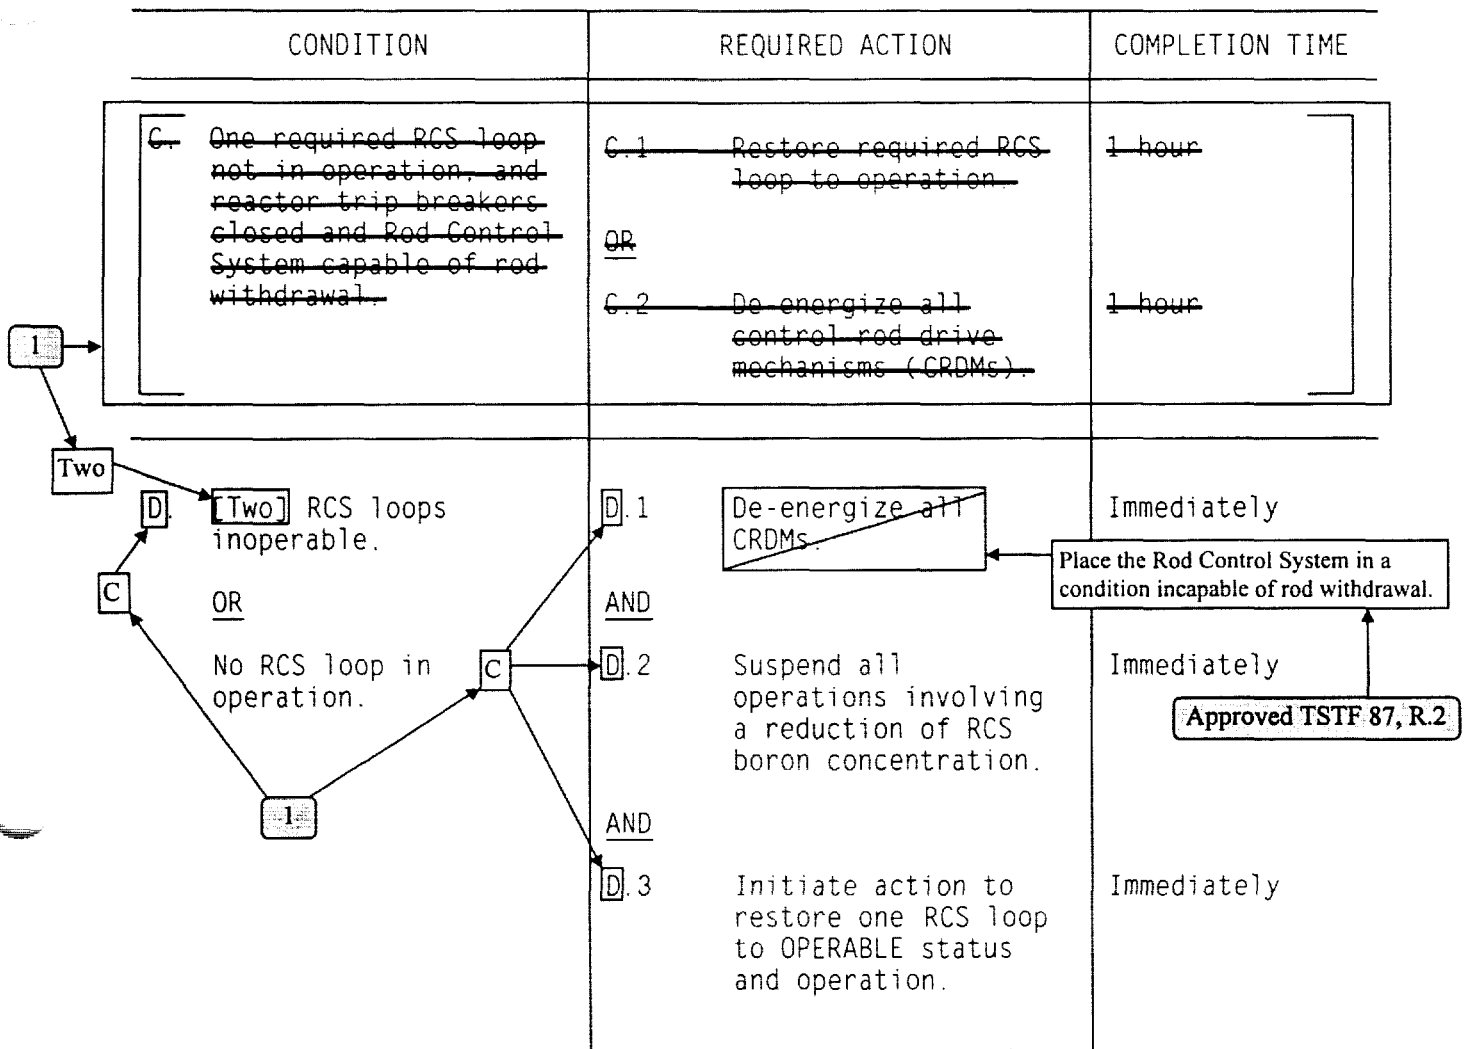 CONDITION
REQUIRED ACTION
COMPLETION TIME
C. One required RCS loop
not in operation, and
reactor trip breakers
closed and Rod Control
System capable of rod
withdrawal.
C.1 Restore required RCS
loop to operation.
1 hour
OR
C.2 De-energize all
control rod drive
mechanisms (CRDMs).
1 hour
1
Two
D. [Two] RCS loops
inoperable.
C
OR
No RCS loop in
operation.
1
C
D.1 De-energize all
CRDMs.
Immediately
Place the Rod Control System in a
condition incapable of rod withdrawal.
AND
D.2 Suspend all
operations involving
a reduction of RCS
boron concentration.
Immediately
Approved TSTF 87, R.2
AND
D.3 Initiate action to
restore one RCS loop
to OPERABLE status
and operation.
Immediately